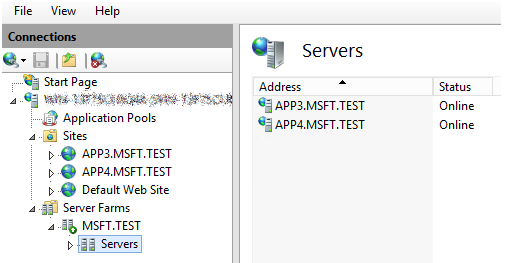 File View Help
Connections
Start Page
Application Pools
Sites
APP3.MSFT.TEST
APP4.MSFT.TEST
Default Web Site
Server Farms
MSFT.TEST
Servers
Servers
Address Status
APP3.MSFT.TEST Online
APP4.MSFT.TEST Online